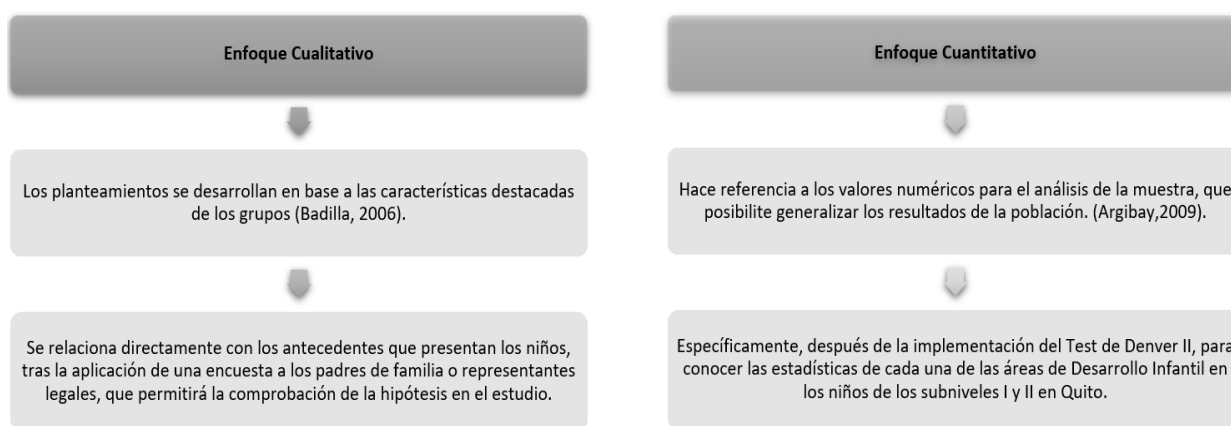 Enfoque Cualitativo
Los planteamientos se desarrollan en base a las características destacadas
de los grupos (Badilla, 2006).
Se relaciona directamente con los antecedentes que presentan los niños,
tras la aplicación de una encuesta a los padres de familia o representantes
legales, que permitirá la comprobación de la hipótesis en el estudio.
Enfoque Cuantitativo
Hace referencia a los valores numéricos para el análisis de la muestra, que
posibilite generalizar los resultados de la población. (Argibay,2009).
Específicamente, después de la implementación del Test de Denver II, para
conocer las estadísticas de cada una de las áreas de Desarrollo Infantil en
los niños de los subniveles I y II en Quito.